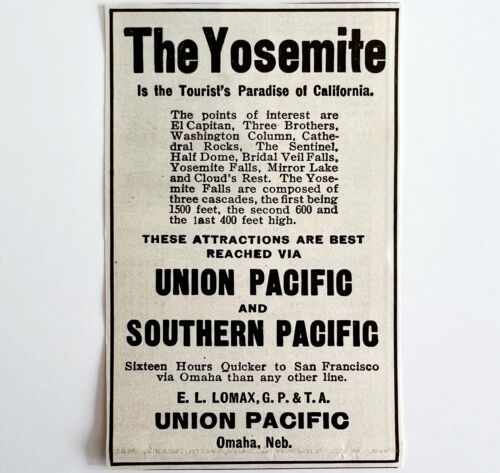 The Yosemite
Is the Tourist's Paradise of California.
The points of interest are
El Capitan, Three Brothers,
Washington Column, Cathe-
dral Rocks, The Sentinel,
Half Dome, Bridal Veil Falls,
Yosemite Falls, Mirror Lake
and Cloud's Rest. The Yose-
mite Falls are composed of
three cascades, the first being
1500 feet, the second 600 and
the last 400 feet high.
THESE ATTRACTIONS ARE BEST
REACHED VIA
UNION PACIFIC
AND
SOUTHERN PACIFIC
Sixteen Hours Quicker to San Francisco
via Omaha than any other line.
E. L. LOMAX, G. P. & T. A.
UNION PACIFIC
Omaha, Neb.